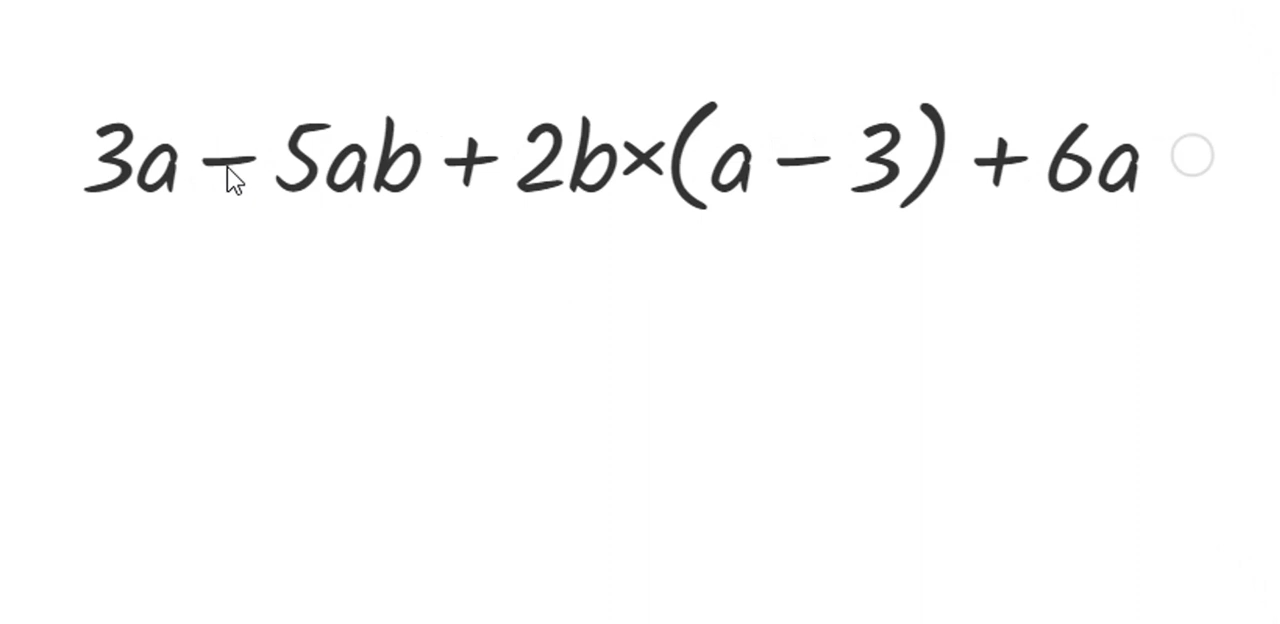 3a − 5ab + 2b×(a − 3) + 6a